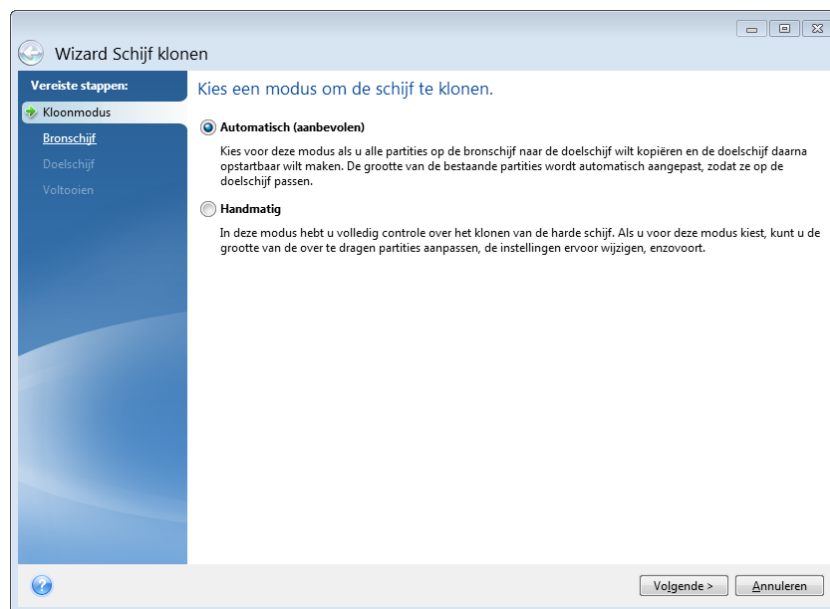 Wizard Schijf klonen
Vereiste stappen:
Kloonmodus
Bronschijf
Doelschijf
Voltooien
Kies een modus om de schijf te klonen.
Automatisch (aanbevolen)
Kies voor deze modus als u alle partities op de bronschijf naar de doelschijf wilt kopiëren en de doelschijf daarna
opstartbaar wilt maken. De grootte van de bestaande partities wordt automatisch aangepast, zodat ze op de
doelschijf passen.
Handmatig
In deze modus hebt u volledig controle over het klonen van de harde schijf. Als u voor deze modus kiest, kunt u de
grootte van de over te dragen partities aanpassen, de instellingen ervoor wijzigen, enzovoort.
Volgende >
Annuleren